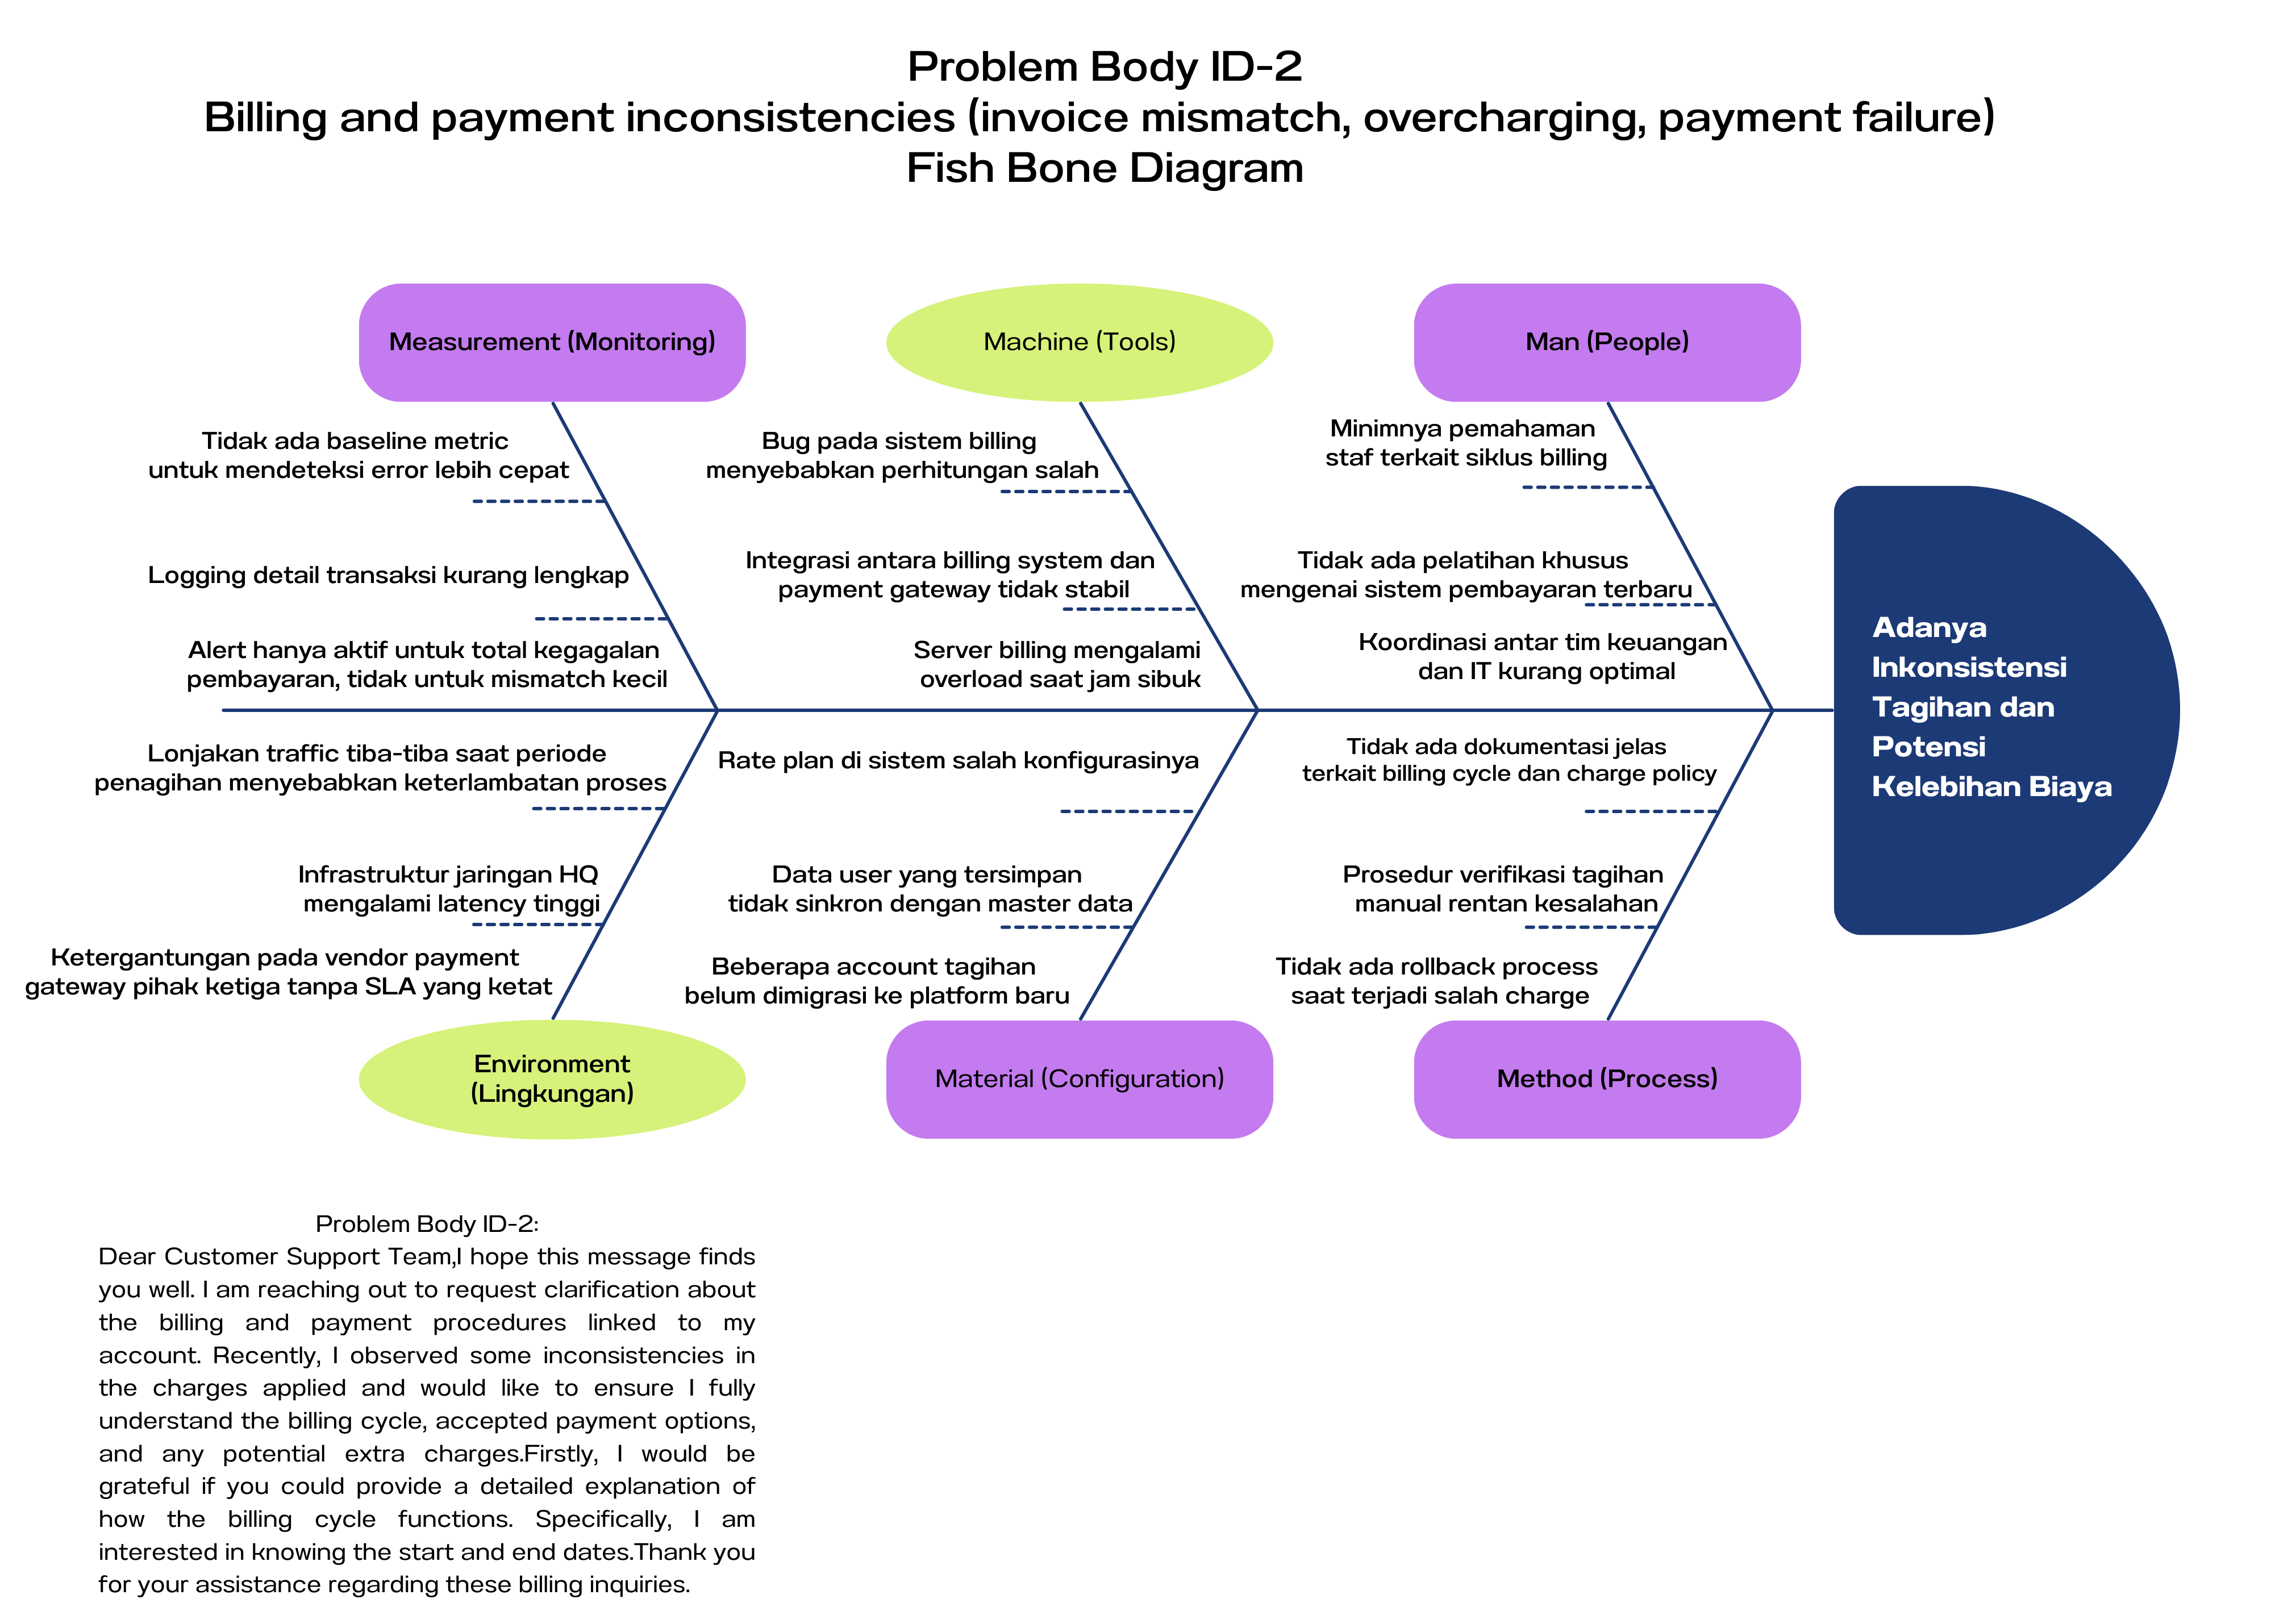 Problem Body ID-2
Billing and payment inconsistencies (invoice mismatch, overcharging, payment failure)
Fish Bone Diagram
Measurement (Monitoring)
Machine (Tools)
Man (People)
Tidak ada baseline metric
untuk mendeteksi error lebih cepat
Logging detail transaksi kurang lengkap
Alert hanya aktif untuk total kegagalan
pembayaran, tidak untuk mismatch kecil
Bug pada sistem billing
menyebabkan perhitungan salah
Integrasi antara billing system dan
payment gateway tidak stabil
Server billing mengalami
overload saat jam sibuk
Minimnya pemahaman
staf terkait siklus billing
Tidak ada pelatihan khusus
mengenai sistem pembayaran terbaru
Koordinasi antar tim keuangan
dan IT kurang optimal
Adanya
Inkonsistensi
Tagihan dan
Potensi
Kelebihan Biaya
Lonjakan traffic tiba-tiba saat periode
penagihan menyebabkan keterlambatan proses
Infrastruktur jaringan HQ
mengalami latency tinggi
Ketergantungan pada vendor payment
gateway pihak ketiga tanpa SLA yang ketat
Rate plan di sistem salah konfigurasinya
Data user yang tersimpan
tidak sinkron dengan master data
Beberapa account tagihan
belum dimigrasi ke platform baru
Tidak ada dokumentasi jelas
terkait billing cycle dan charge policy
Prosedur verifikasi tagihan
manual rentan kesalahan
Tidak ada rollback process
saat terjadi salah charge
Environment
(Lingkungan)
Material (Configuration)
Method (Process)
Problem Body ID-2:
Dear Customer Support Team,I hope this message finds
you well. I am reaching out to request clarification about
the billing and payment procedures linked to my
account. Recently, I observed some inconsistencies in
the charges applied and would like to ensure I fully
understand the billing cycle, accepted payment options,
and any potential extra charges.Firstly, I would be
grateful if you could provide a detailed explanation of
how the billing cycle functions. Specifically, I am
interested in knowing the start and end dates.Thank you
for your assistance regarding these billing inquiries.